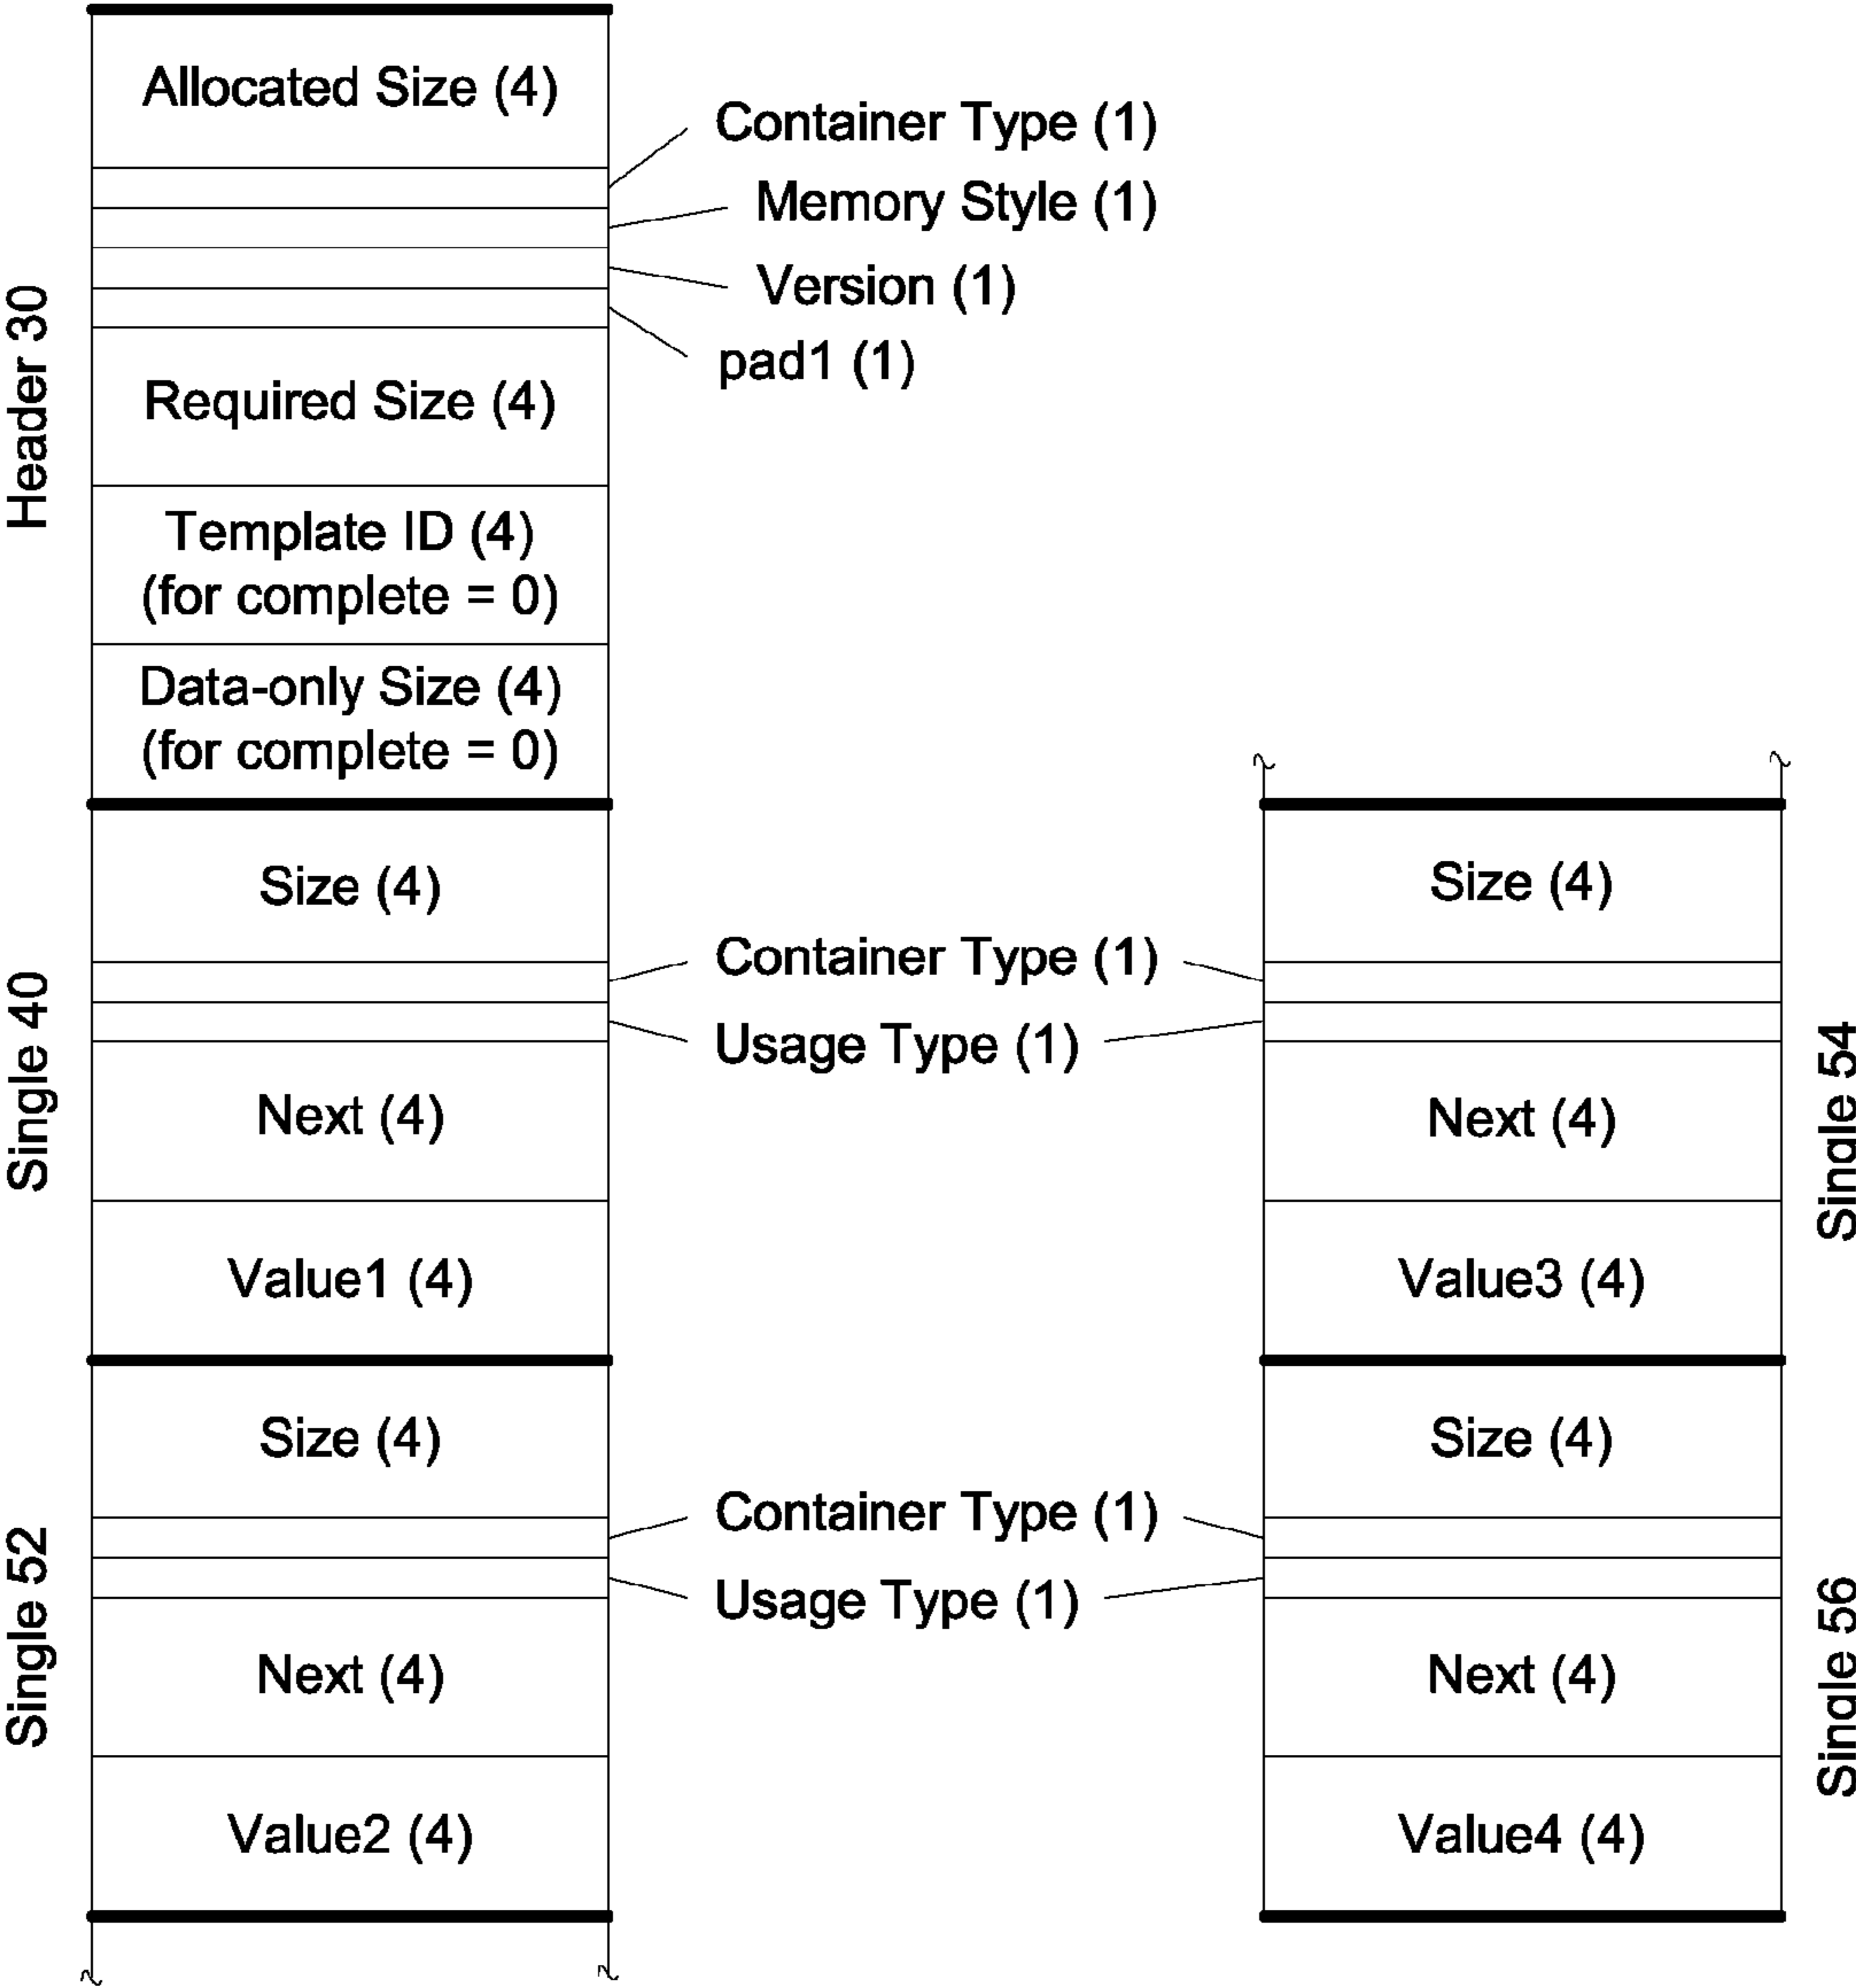 Header 30
Allocated Size (4)
Container Type (1)
Memory Style (1)
Version (1)
pad1 (1)
Required Size (4)
Template ID (4)
(for complete = 0)
Data-only Size (4)
(for complete = 0)
Single 40
Size (4)
Container Type (1)
Usage Type (1)
Next (4)
Value1 (4)
Single 52
Size (4)
Container Type (1)
Usage Type (1)
Next (4)
Value2 (4)
Single 54
Size (4)
Next (4)
Value3 (4)
Single 56
Size (4)
Next (4)
Value4 (4)